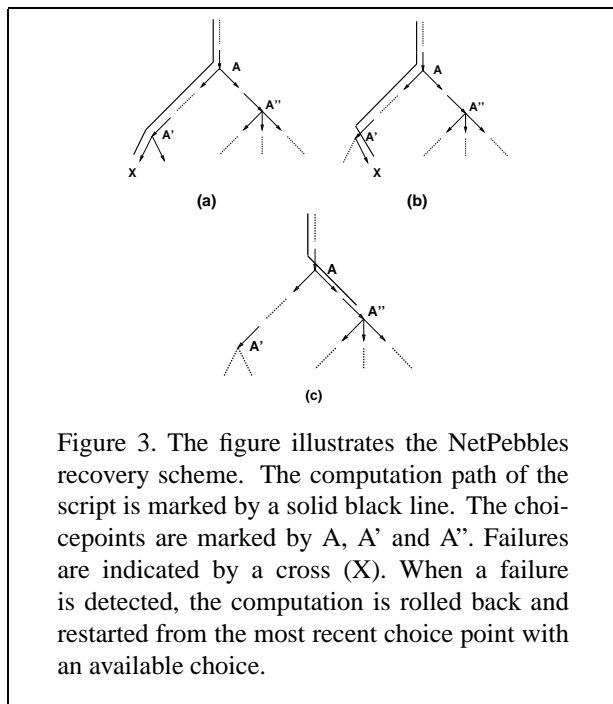 A
A''
A'
X
(a)
A
A''
A'
X
(b)
A
A''
A'
(c)
Figure 3. The figure illustrates the NetPebbles
recovery scheme. The computation path of the
script is marked by a solid black line. The choi-
cepoints are marked by A, A’ and A”. Failures
are indicated by a cross (X). When a failure
is detected, the computation is rolled back and
restarted from the most recent choice point with
an available choice.